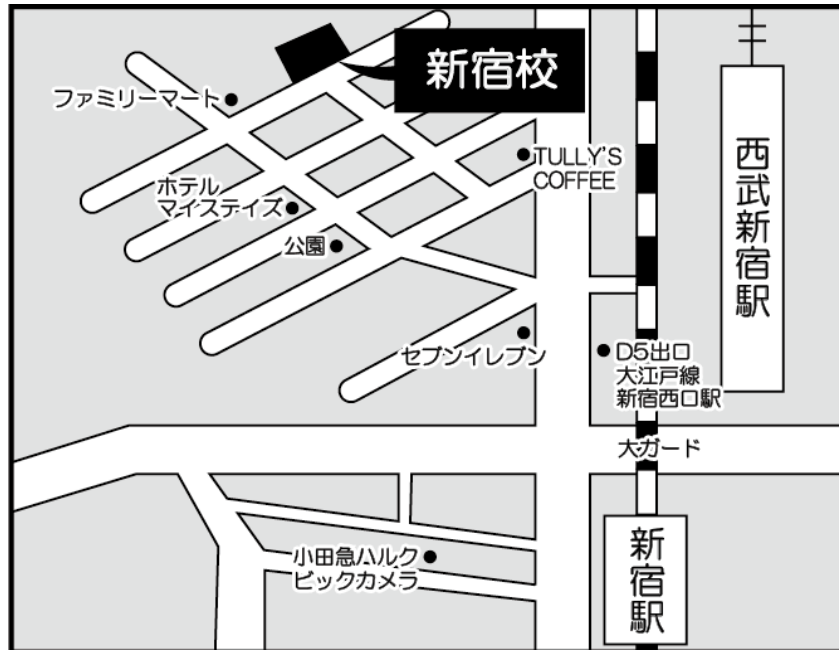 新宿校
ファミリーマート
TULLY'S
COFFEE
西武新宿駅
ホテル
マイステイズ
公園
セブンイレブン
D5出口
大江戸線
新宿西口駅
大ガード
小田急ハルク
ビックカメラ
新宿駅